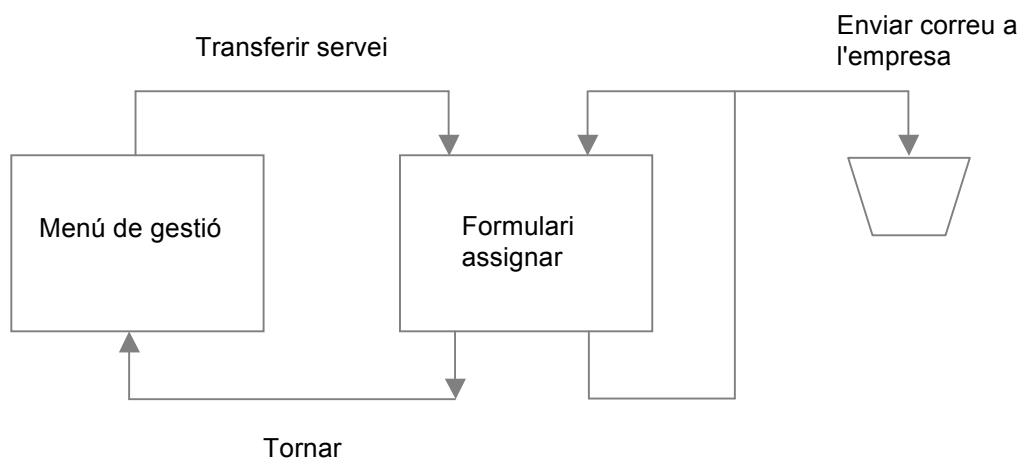 Enviar correu a
l'empresa
Transferir servei
Menú de gestió
Formulari
assignar
Tornar